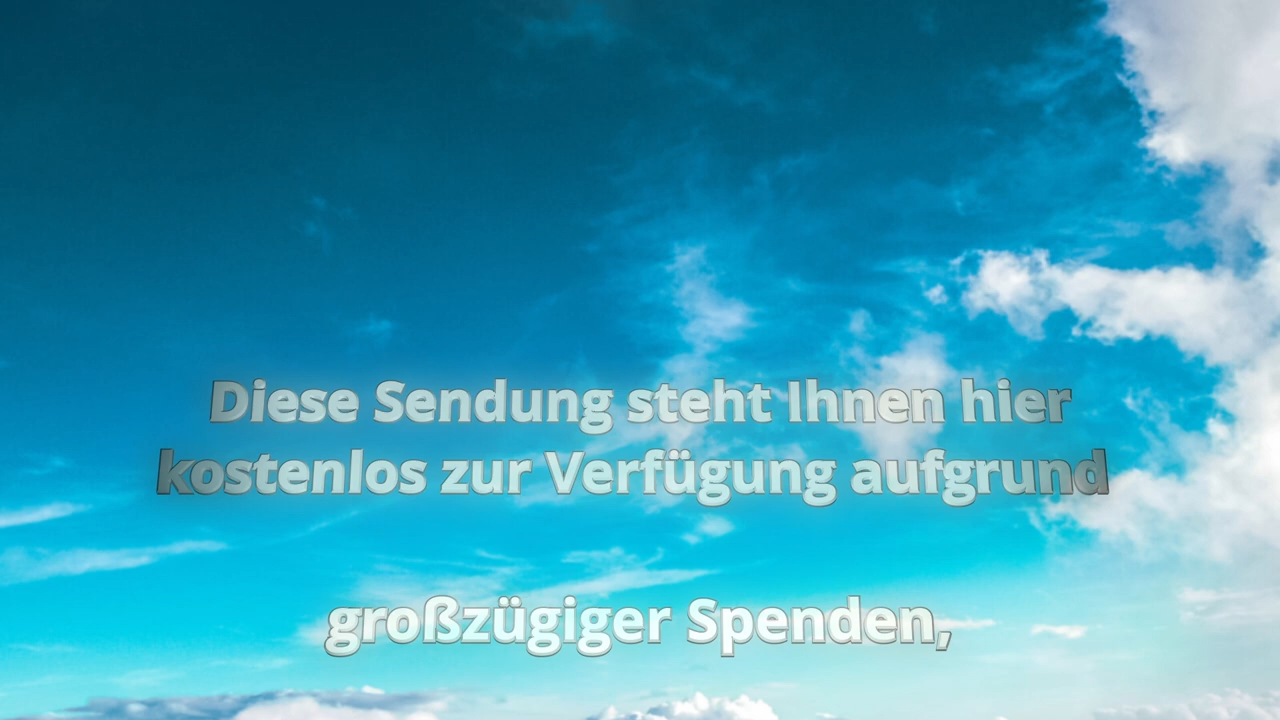 Diese Sendung steht Ihnen hier
kostenlos zur Verfügung aufgrund
großzügiger Spenden,